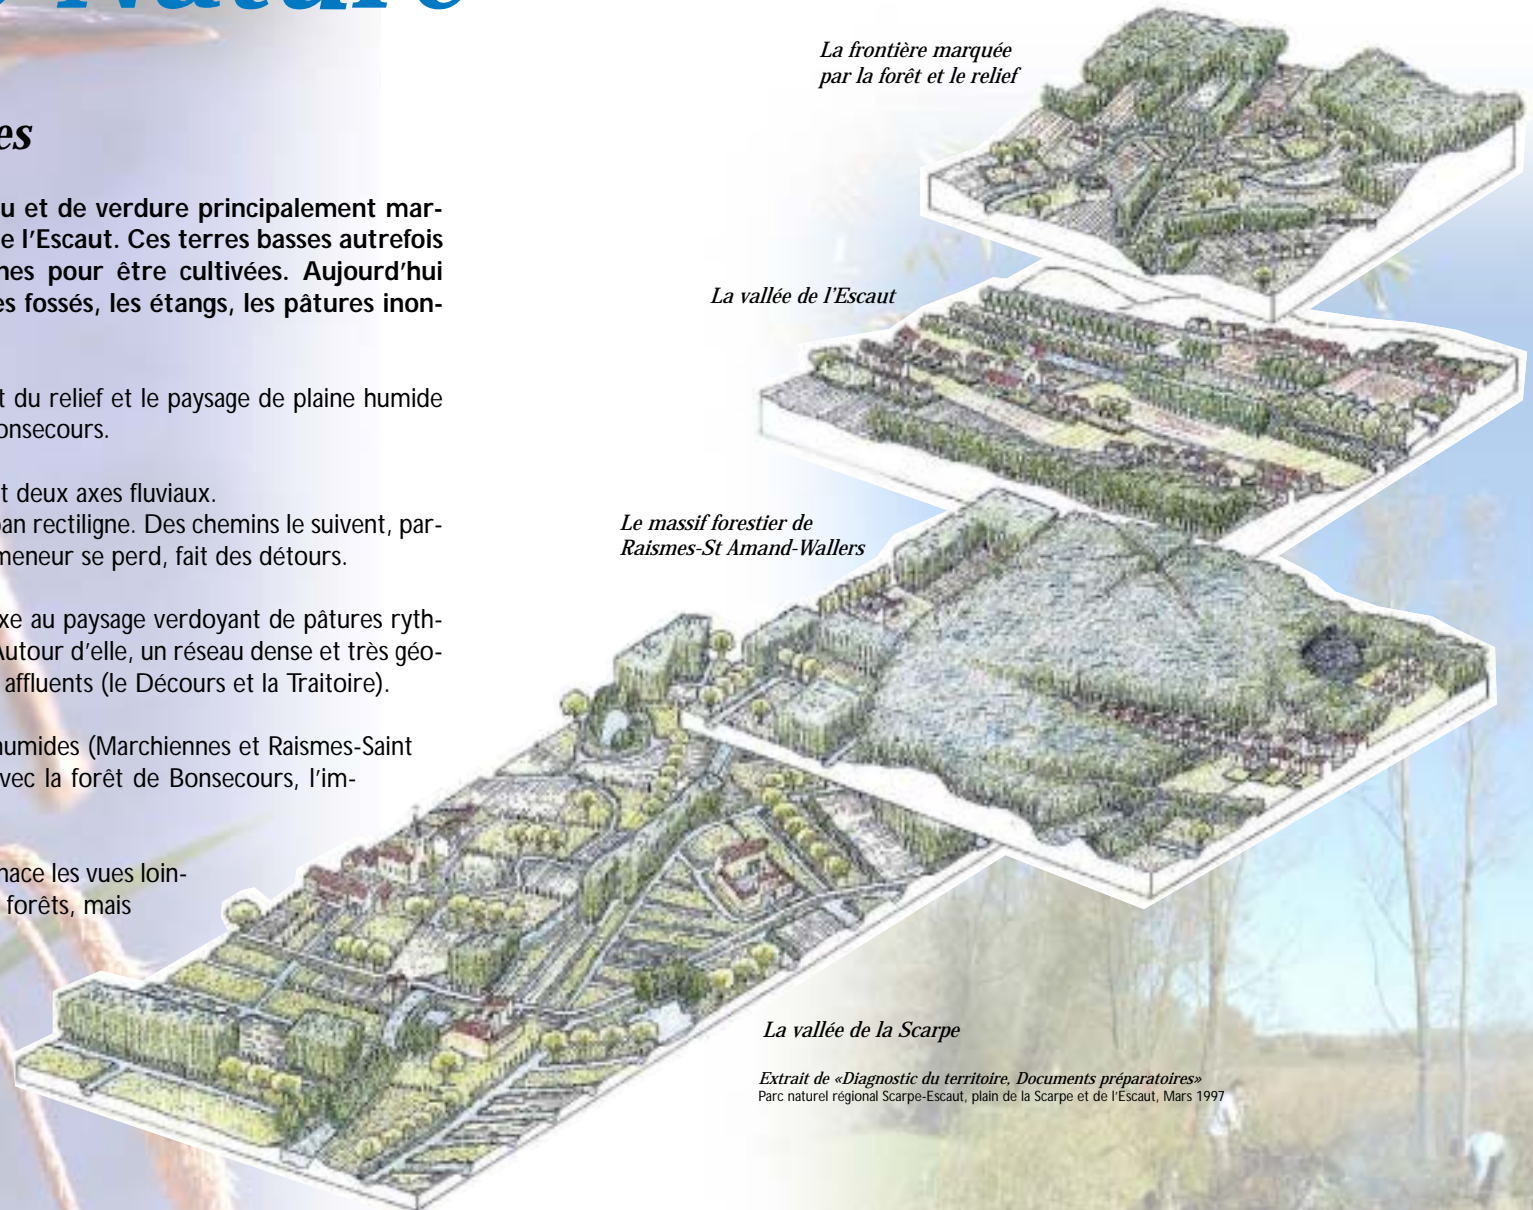 Nature
es
u et de verdure principalement mar-
e l'Escaut. Ces terres basses autrefois
nes pour être cultivées. Aujourd'hui
es fossés, les étangs, les pâtures inon-
t du relief et le paysage de plaine humide
onsecours.
t deux axes fluviaux.
an rectiligne. Des chemins le suivent, par-
meneur se perd, fait des détours.
xe au paysage verdoyant de pâtures ryth-
Autour d'elle, un réseau dense et très géo-
affluents (le Décours et la Traitoire).
humides (Marchiennes et Raismes-Saint
vec la forêt de Bonsecours, l'im-
nace les vues loin-
forêts, mais
La frontière marquée
par la forêt et le relief
La vallée de l'Escaut
Le massif forestier de
Raismes-St Amand-Wallers
La vallée de la Scarpe
Extrait de «Diagnostic du territoire, Documents préparatoires»
Parc naturel régional Scarpe-Escaut, plain de la Scarpe et de l'Escaut, Mars 1997